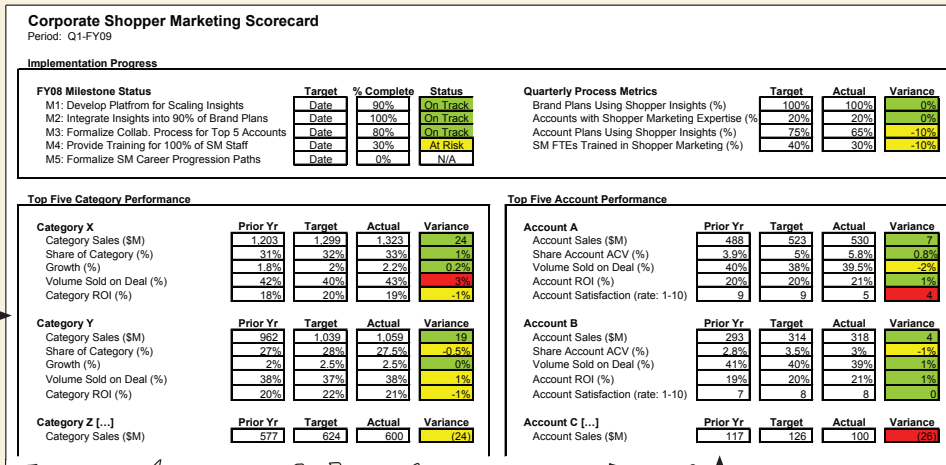 Corporate Shopper Marketing Scorecard
Period: Q1-FY09
Implementation Progress
FY08 Milestone Status Target % Complete Status
M1: Develop Platfrom for Scaling Insights Date 90% On Track
M2: Integrate Insights into 90% of Brand Plans Date 100% On Track
M3: Formalize Collab. Process for Top 5 Accounts Date 80% On Track
M4: Provide Training for 100% of SM Staff Date 30% At Risk
M5: Formalize SM Career Progression Paths Date 0% N/A
Quarterly Process Metrics Target Actual Variance
Brand Plans Using Shopper Insights (%) 100% 100% 0%
Accounts with Shopper Marketing Expertise (% 20% 20% 0%
Account Plans Using Shopper Insights (%) 75% 65% -10%
SM FTEs Trained in Shopper Marketing (%) 40% 30% -10%
Top Five Category Performance
Category X Prior Yr Target Actual Variance
Category Sales ($M) 1,203 1,299 1,323 24
Share of Category (%) 31% 32% 33% 1%
Growth (%) 1.8% 2% 2.2% 0.2%
Volume Sold on Deal (%) 42% 40% 43% 3%
Category ROI (%) 18% 20% 19% -1%
Category Y Prior Yr Target Actual Variance
Category Sales ($M) 962 1,039 1,059 19
Share of Category (%) 27% 28% 27.5% -0.5%
Growth (%) 2% 2.5% 2.5% 0%
Volume Sold on Deal (%) 38% 37% 38% 1%
Category ROI (%) 20% 22% 21% -1%
Category Z [...] Prior Yr Target Actual Variance
Category Sales ($M) 577 624 600 (24)
Top Five Account Performance
Account A Prior Yr Target Actual Variance
Account Sales ($M) 488 523 530 7
Share Account ACV (%) 3.9% 5% 5.8% 0.8%
Volume Sold on Deal (%) 40% 38% 39.5% -2%
Account ROI (%) 20% 20% 21% 1%
Account Satisfaction (rate: 1-10) 9 9 5 4
Account B Prior Yr Target Actual Variance
Account Sales ($M) 293 314 318 4
Share Account ACV (%) 2.8% 3.5% 3% -1%
Volume Sold on Deal (%) 41% 40% 39% 1%
Account ROI (%) 19% 20% 21% 1%
Account Satisfaction (rate: 1-10) 7 8 8 0
Account C [...] Prior Yr Target Actual Variance
Account Sales ($M) 117 126 100 (26)